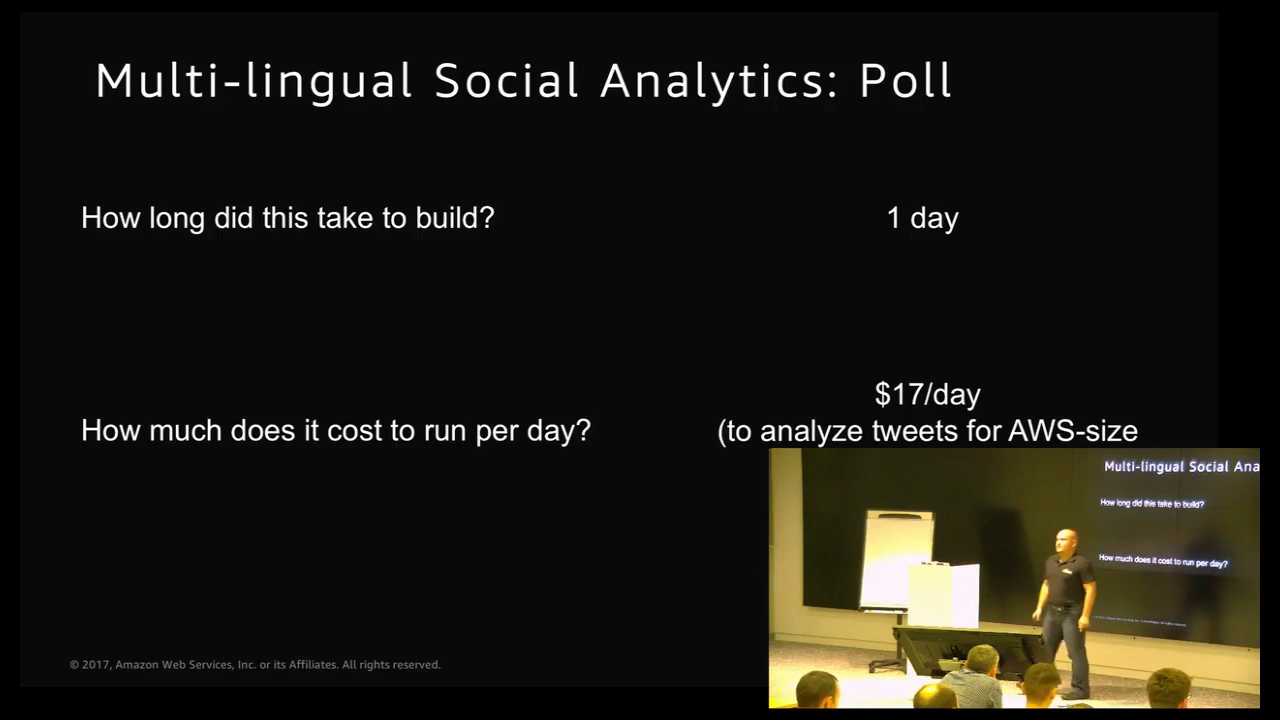 Multi-lingual Social Analytics: Poll
How long did this take to build?
1 day
How much does it cost to run per day?
$17/day
(to analyze tweets for AWS-size
© 2017, Amazon Web Services, Inc. or its Affiliates. All rights reserved.
Multi-lingual Social Ana
How long did this take to build?
How much does it cost to run per day?